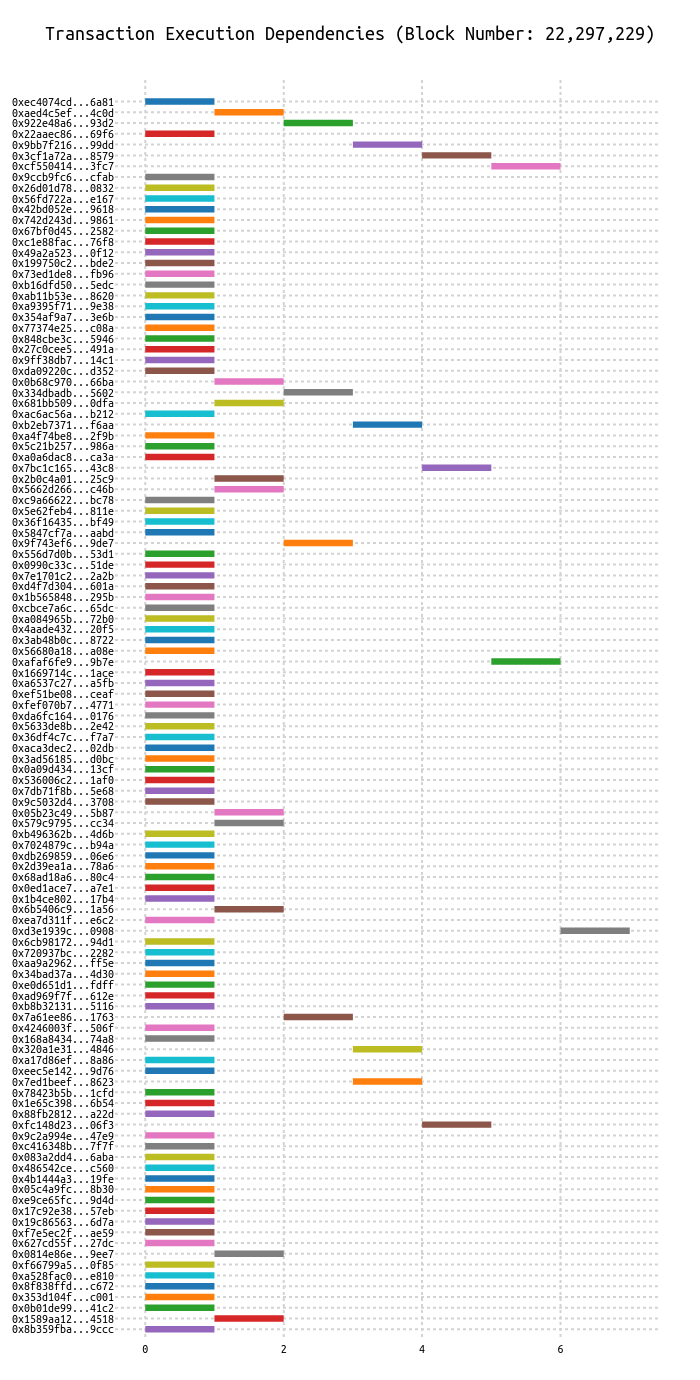 Transaction Execution Dependencies (Block Number: 22,297,229)
0xec4074cd...6a81
0xaed4c5ef...4c0d
0x922e48a6...93d2
0x22aaec86...69f6
0x9bb7f216...99dd
0x3cf1a72a...8579
0xcf550414...3fc7
0x9ccb9fc6...cfab
0x26d01d78...0832
0x56fd722a...e167
0x42bd052e...9618
0x742d243d...9861
0x67bf0d45...2582
0xc1e88fac...76f8
0x49a2a523...0f12
0x199750c2...bde2
0x73ed1de8...fb96
0xb16dfd50...5edc
0xab11b53e...8620
0xa9395f71...9e38
0x354af9a7...3e6b
0x77374e25...c08a
0x848cbe3c...5946
0x27c0cee5...491a
0x9ff38db7...14c1
0xda09220c...d352
0x0b68c970...66ba
0x334dbadb...5602
0x681bb509...0dfa
0xac6ac56a...b212
0xb2eb7371...f6aa
0xa4f74be8...2f9b
0x5c21b257...986a
0xa0a6dac8...ca3a
0x7bc1c165...43c8
0x2b0c4a01...25c9
0x5662d266...c46b
0xc9a66622...bc78
0x5e62feb4...811e
0x36f16435...bf49
0x5847cf7a...aabd
0x9f743ef6...9de7
0x556d7d0b...53d1
0x0990c33c...51de
0x7e1701c2...2a2b
0xd4f7d304...601a
0x1b565848...295b
0xcbce7a6c...65dc
0xa084965b...72b0
0x4aade432...20f5
0x3ab48b0c...8722
0x56680a18...a08e
0xafaf6fe9...9b7e
0x1669714c...1ace
0xa6537c27...a5fb
0xef51be08...ceaf
0xfef070b7...4771
0xda6fc164...0176
0x5633de8b...2e42
0x36df4c7c...f7a7
0xaca3dec2...02db
0x3ad56185...d0bc
0x0a09d434...13cf
0x536006c2...1af0
0x7db71f8b...5e68
0x9c5032d4...3708
0x05b23c49...5b87
0x579c9795...cc34
0xb496362b...4d6b
0x7024879c...b94a
0xdb269859...06e6
0x2d39ea1a...78a6
0x68ad18a6...80c4
0x0ed1ace7...a7e1
0x1b4ce802...17b4
0x6b5406c9...1a56
0xea7d311f...e6c2
0xd3e1939c...0908
0x6cb98172...94d1
0x720937bc...2282
0xaa9a2962...ff5e
0x34bad37a...4d30
0xe0d651d1...fdff
0xad969f7f...612e
0xb8b32131...5116
0x7a61ee86...1763
0x4246003f...506f
0x168a8434...74a8
0x320a1e31...4846
0xa17d86ef...8a86
0xeec5e142...9d76
0x7ed1beef...8623
0x78423b5b...1cfd
0x1e65c398...6b54
0x88fb2812...a22d
0xfc148d23...06f3
0x9c2a994e...47e9
0xc416348b...7f7f
0x083a2dd4...6aba
0x486542ce...c560
0x4b1444a3...19fe
0x05c4a9fc...8b30
0xe9ce65fc...9d4d
0x17c92e38...57eb
0x19c86563...6d7a
0xf7e5ec2f...ae59
0x627cd55f...27dc
0x0814e86e...9ee7
0xf66799a5...0f85
0xa528fac0...e810
0x8f838ffd...c672
0x353d104f...c001
0x0b01de99...41c2
0x1589aa12...4518
0x8b359fba...9ccc
0 2 4 6